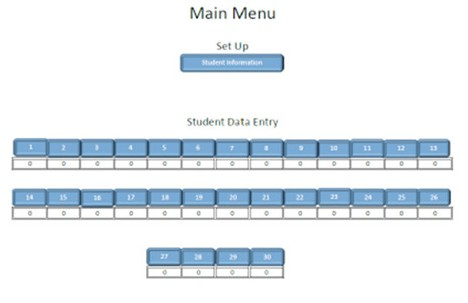 Main Menu
Set Up
Student Information
Student Data Entry
1 2 3 4 5 6 7 8 9 10 11 12 13
0 0 0 0 0 0 0 0 0 0 0 0 0
14 15 16 17 18 19 20 21 22 23 24 25 26
0 0 0 0 0 0 0 0 0 0 0 0 0
27 28 29 30
0 0 0 0